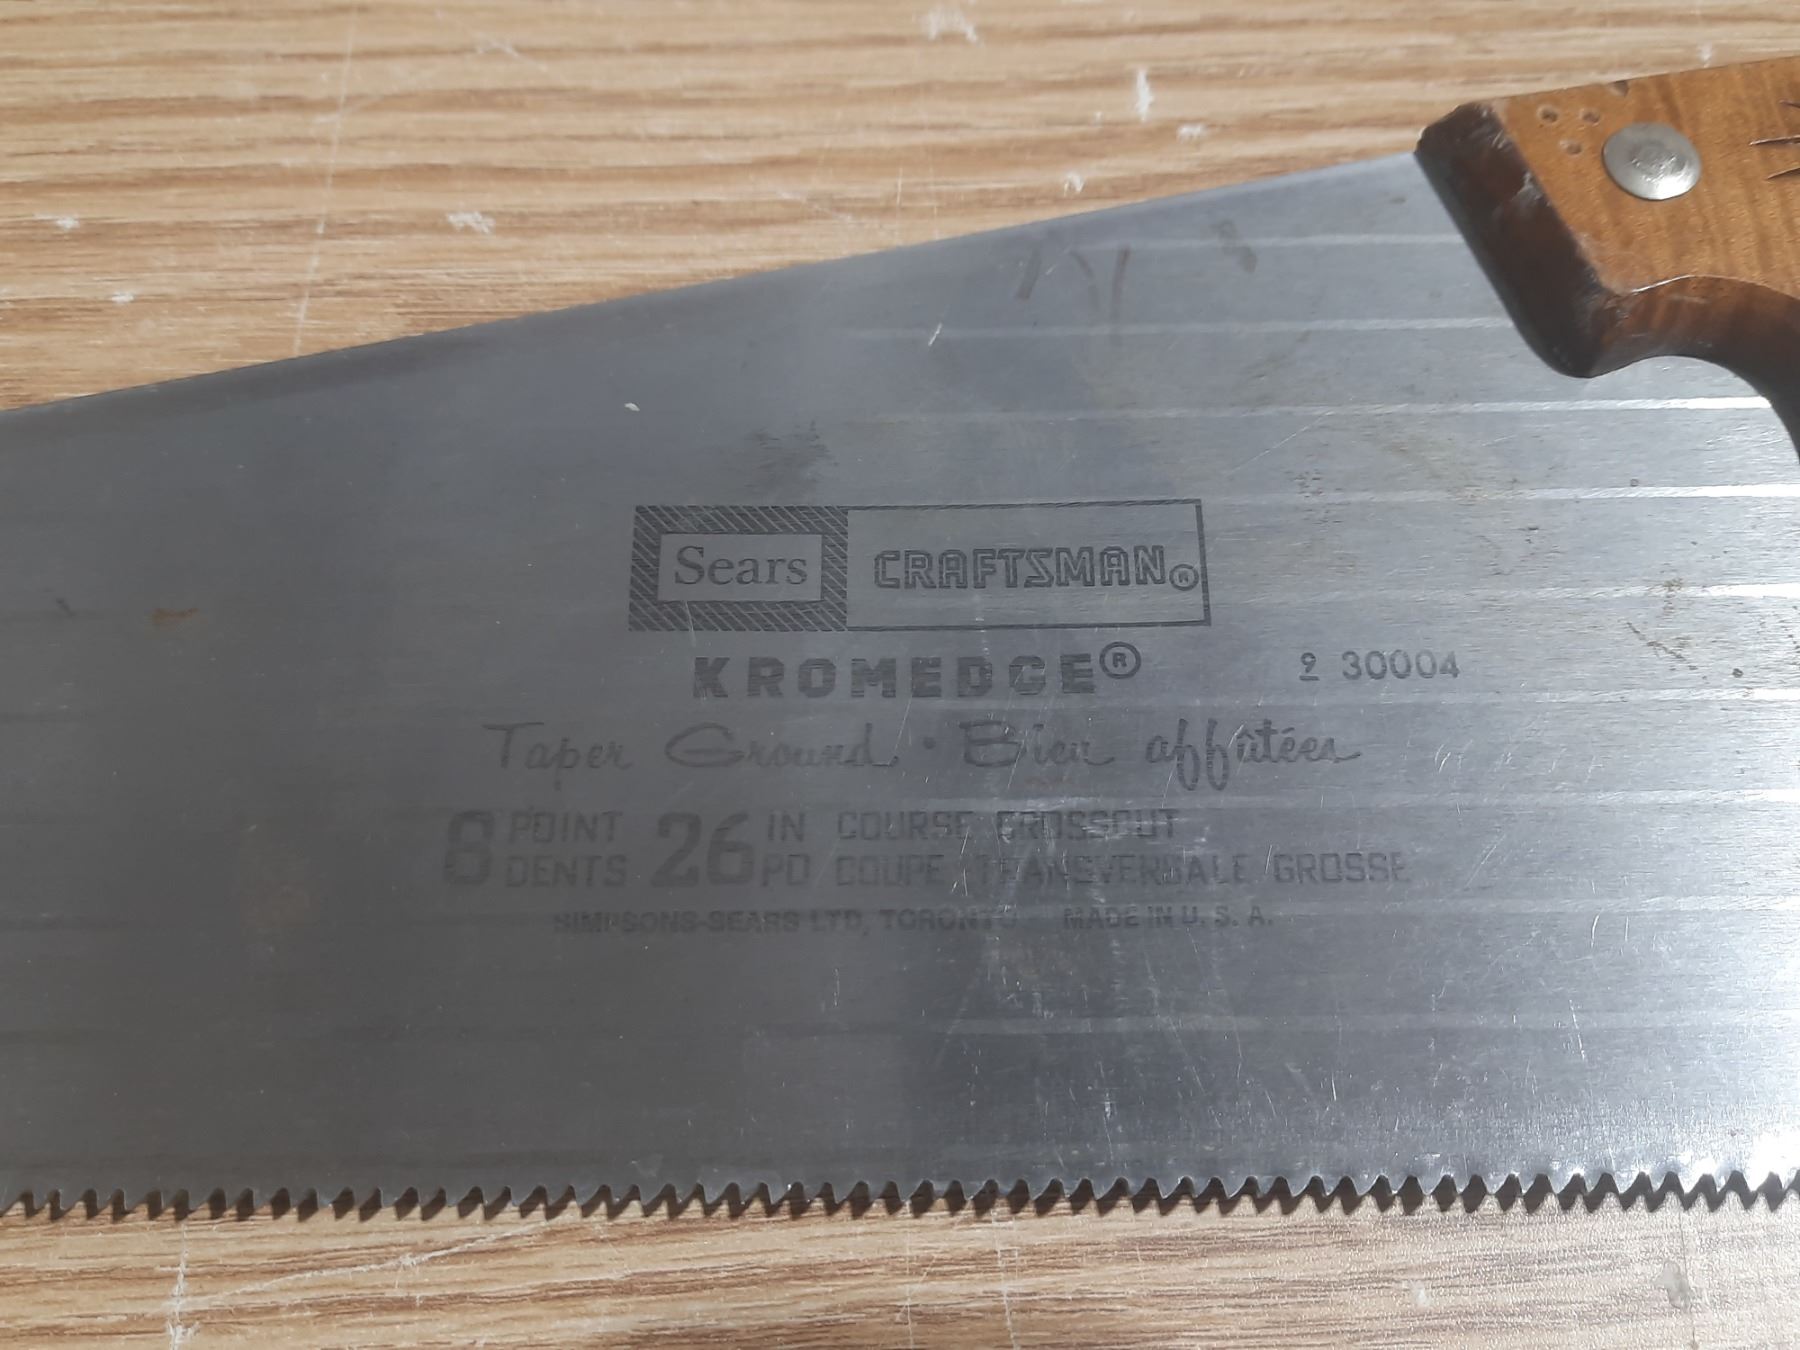 Sears CRAFTSMAN®
KROMEDGE® 9 30004
Taper Ground · Bien affûtées
8 POINT 26 IN COURSE CROSSCUT
DENTS PO COUPE TRANSVERSALE GROSSE
SIMPSONS-SEARS LTD, TORONTO MADE IN U. S. A.